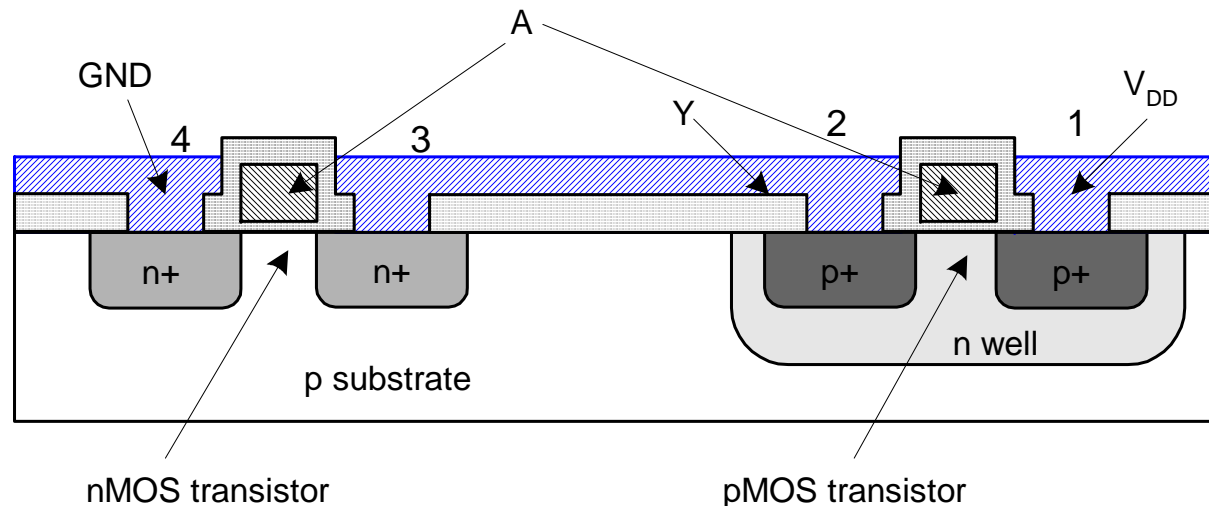 A
GND
V_DD
4
3
Y
2
1
n+
n+
p+
p+
n well
p substrate
nMOS transistor
pMOS transistor